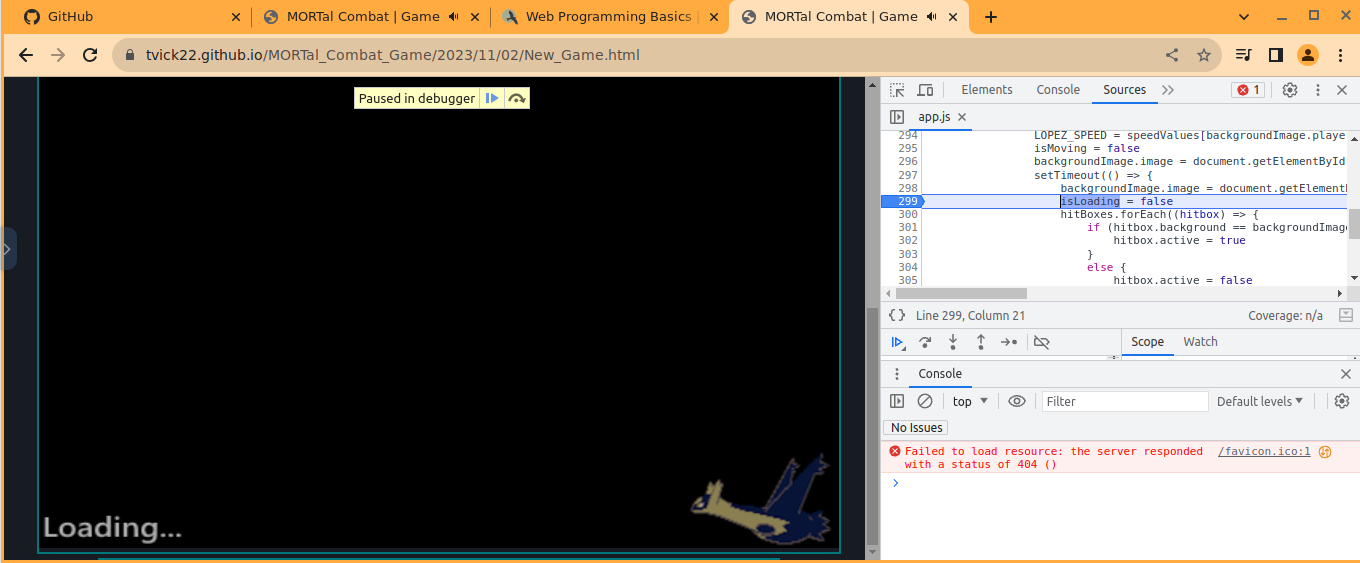 GitHub
MORTal Combat | Game
Web Programming Basics |
MORTal Combat | Game
tvick22.github.io/MORTal_Combat_Game/2023/11/02/New_Game.html
Paused in debugger
Loading...
Elements Console Sources 1
app.js
294 LOPEZ_SPEED = speedValues[backgroundImage.playe
295 isMoving = false
296 backgroundImage.image = document.getElementById
297 setTimeout(() => {
298 backgroundImage.image = document.getElement
299 isLoading = false
300 hitBoxes.forEach((hitbox) => {
301 if (hitbox.background == backgroundImag
302 hitbox.active = true
303 }
304 else {
305 hitbox.active = false
{} Line 299, Column 21 Coverage: n/a
Scope Watch
Console
top Filter Default levels
No Issues
Failed to load resource: the server responded /favicon.ico:1
with a status of 404 ()